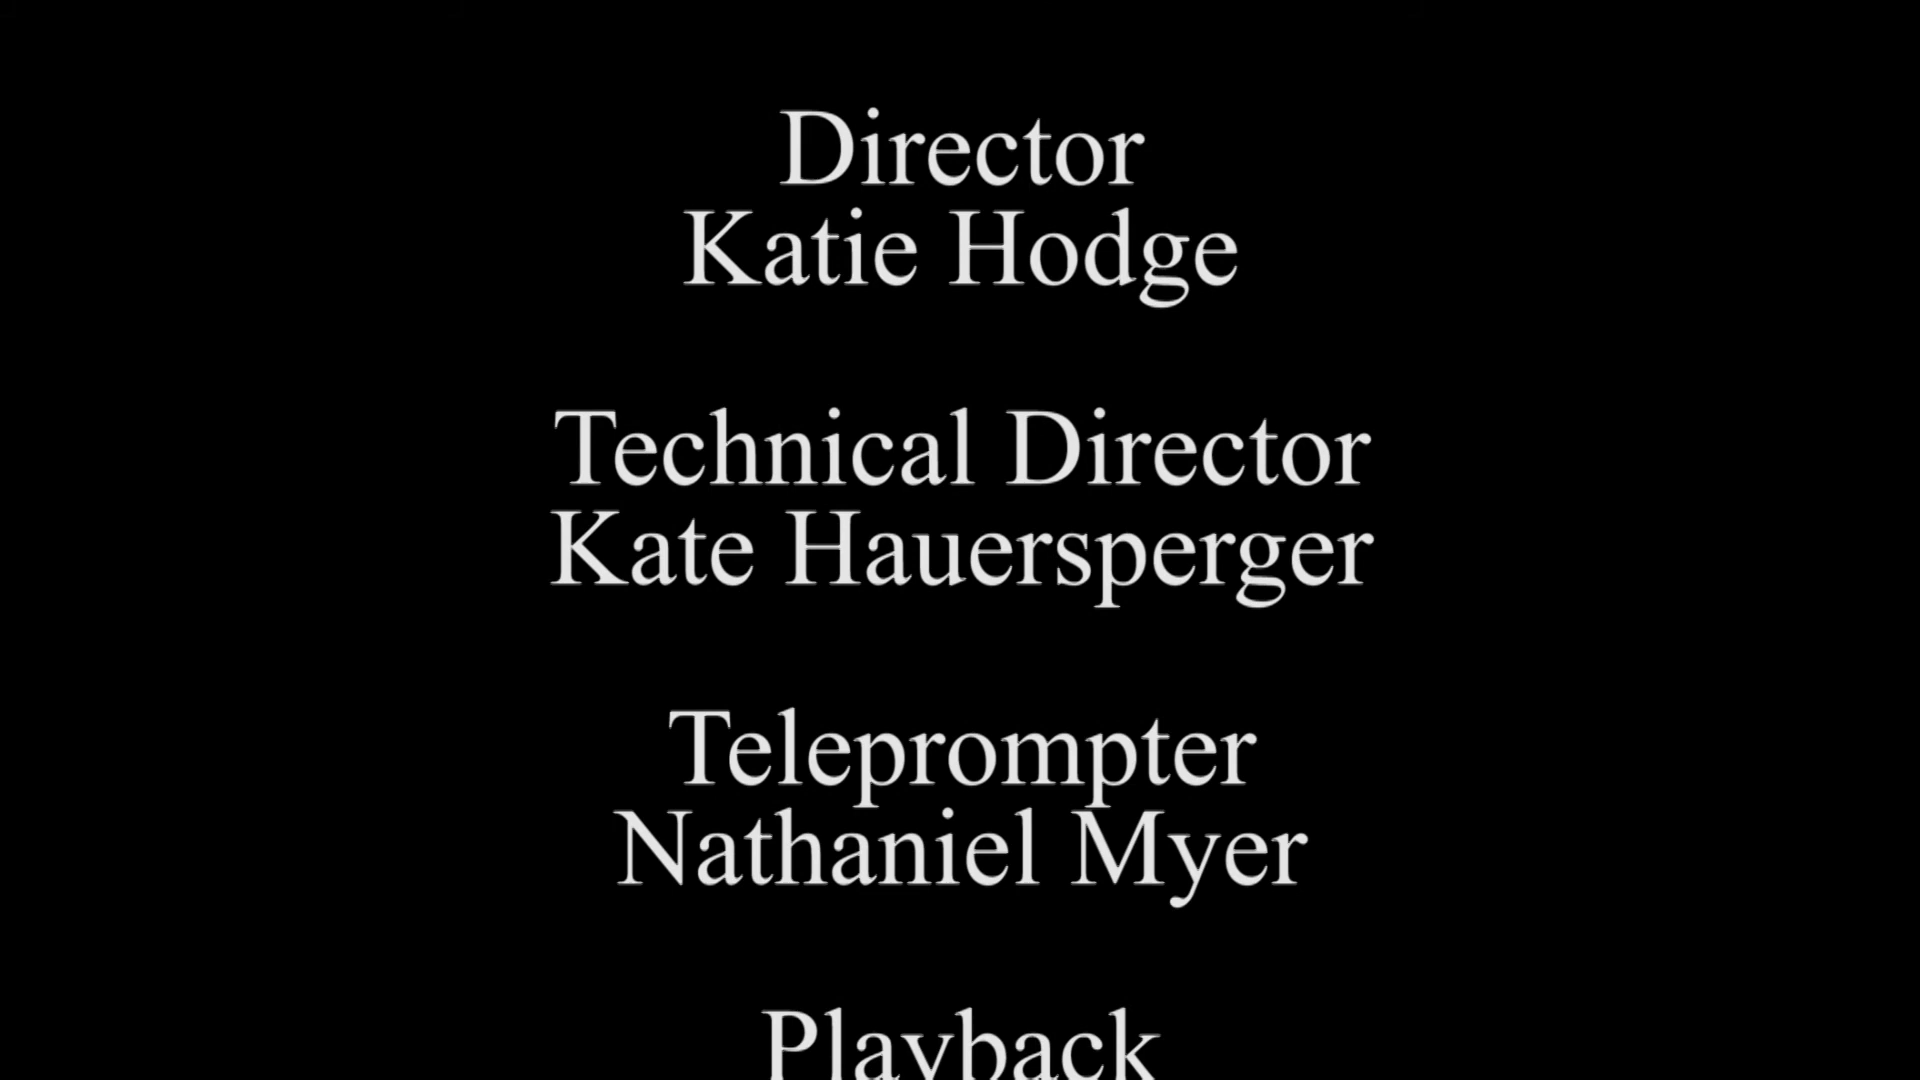 Director
Katie Hodge
Technical Director
Kate Hauersperger
Teleprompter
Nathaniel Myer
Playback